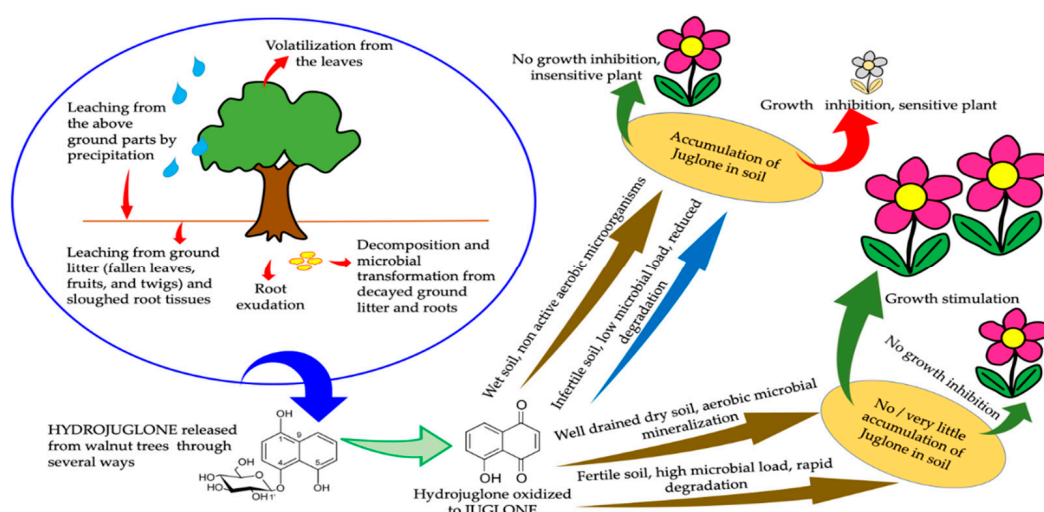 Volatilization from
the leaves
Leaching from
the above
ground parts by
precipitation
Leaching from ground
litter (fallen leaves,
fruits, and twigs) and
sloughed root tissues
Root
exudation
Decomposition and
microbial
transformation from
decayed ground
litter and roots
HYDROJUGLONE released
from walnut trees through
several ways
OH
1
9
4
5
HO
O
HO
OH
OH1'
O
OH
O
O
OH
Hydrojuglone oxidized
to JUGLONE
Wet soil, non active aerobic microorganisms
Infertile soil, low microbial load, reduced
degradation
Well drained dry soil, aerobic microbial
mineralization
Fertile soil, high microbial load, rapid
degradation
No growth inhibition,
insensitive plant
Growth inhibition, sensitive plant
Accumulation of
Juglone in soil
Growth stimulation
No growth inhibition
No / very little
accumulation of
Juglone in soil